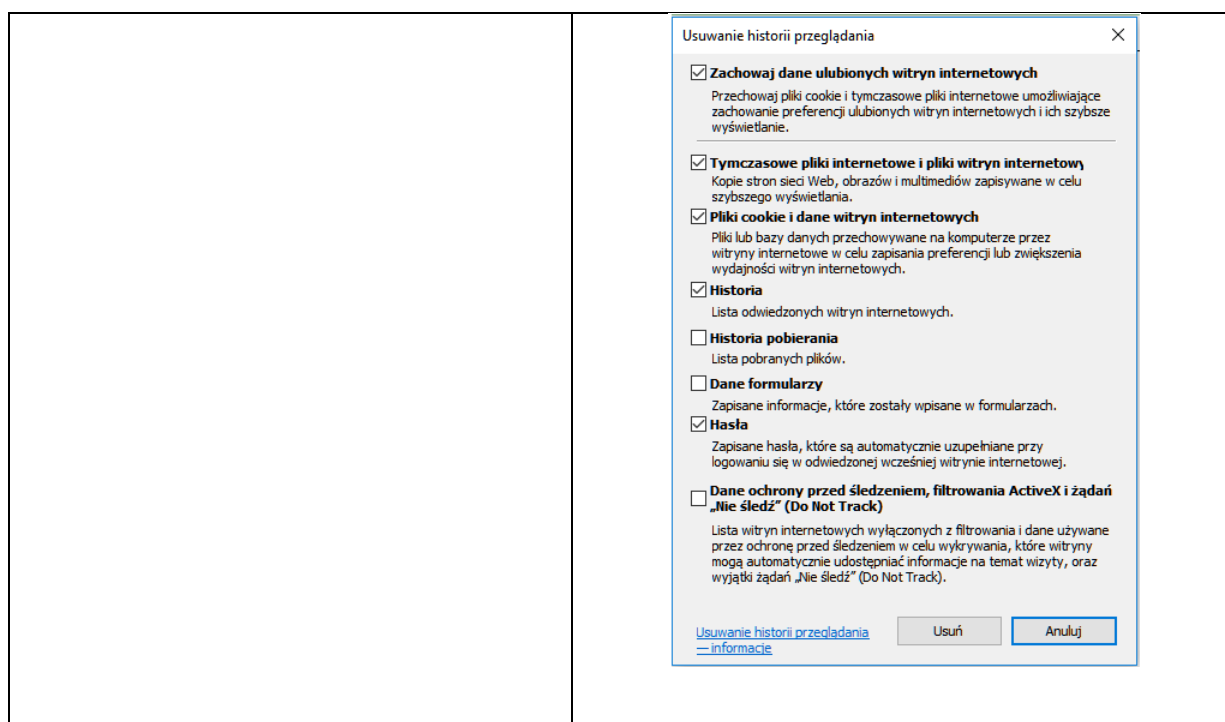 Usuwanie historii przeglądania
Zachowaj dane ulubionych witryn internetowych
Przechowaj pliki cookie i tymczasowe pliki internetowe umożliwiające
zachowanie preferencji ulubionych witryn internetowych i ich szybsze
wyświetlanie.
Tymczasowe pliki internetowe i pliki witryn internetowy
Kopie stron sieci Web, obrazów i multimediów zapisywane w celu
szybszego wyświetlania.
Pliki cookie i dane witryn internetowych
Pliki lub bazy danych przechowywane na komputerze przez
witryny internetowe w celu zapisania preferencji lub zwiększenia
wydajności witryn internetowych.
Historia
Lista odwiedzonych witryn internetowych.
Historia pobierania
Lista pobranych plików.
Dane formularzy
Zapisane informacje, które zostały wpisane w formularzach.
Hasła
Zapisane hasła, które są automatycznie uzupełniane przy
logowaniu się w odwiedzonej wcześniej witrynie internetowej.
Dane ochrony przed śledzeniem, filtrowania ActiveX i żądań
„Nie śledź” (Do Not Track)
Lista witryn internetowych wyłączonych z filtrowania i dane używane
przez ochronę przed śledzeniem w celu wykrywania, które witryny
mogą automatycznie udostępniać informacje na temat wizyty, oraz
wyjątki żądań „Nie śledź” (Do Not Track).
Usuwanie historii przeglądania
— informacje
Usuń
Anuluj